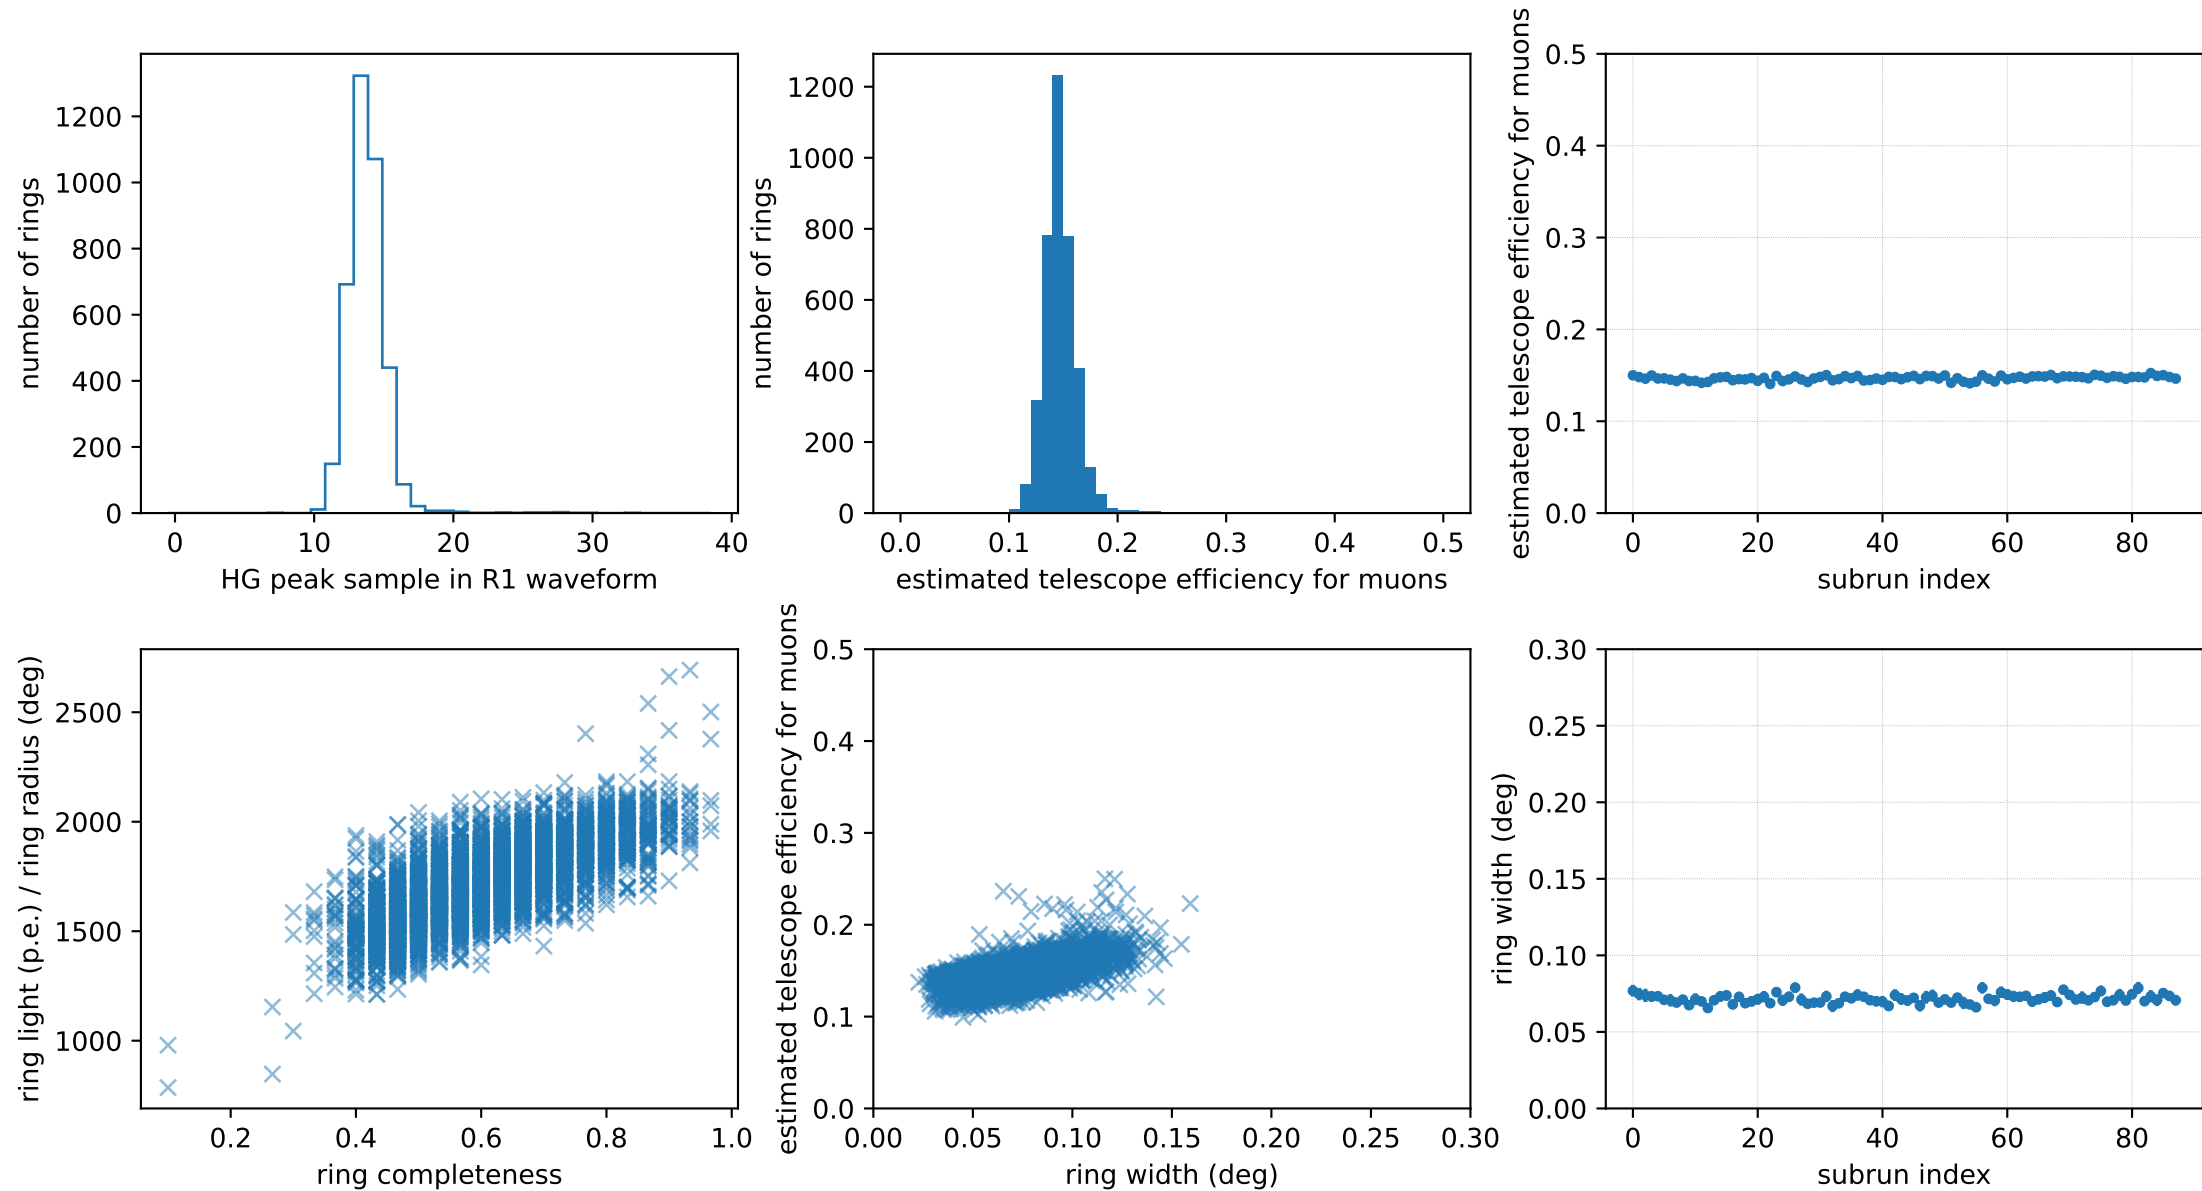 number of rings
1200
1000
800
600
400
200
0
0 10 20 30 40
HG peak sample in R1 waveform
number of rings
1200
1000
800
600
400
200
0
0.0 0.1 0.2 0.3 0.4 0.5
estimated telescope efficiency for muons
estimated telescope efficiency for muons
0.5
0.4
0.3
0.2
0.1
0.0
0 20 40 60 80
subrun index
ring light (p.e.) / ring radius (deg)
2500
2000
1500
1000
0.2 0.4 0.6 0.8 1.0
ring completeness
estimated telescope efficiency for muons
0.5
0.4
0.3
0.2
0.1
0.0
0.00 0.05 0.10 0.15 0.20 0.25 0.30
ring width (deg)
ring width (deg)
0.30
0.25
0.20
0.15
0.10
0.05
0.00
0 20 40 60 80
subrun index